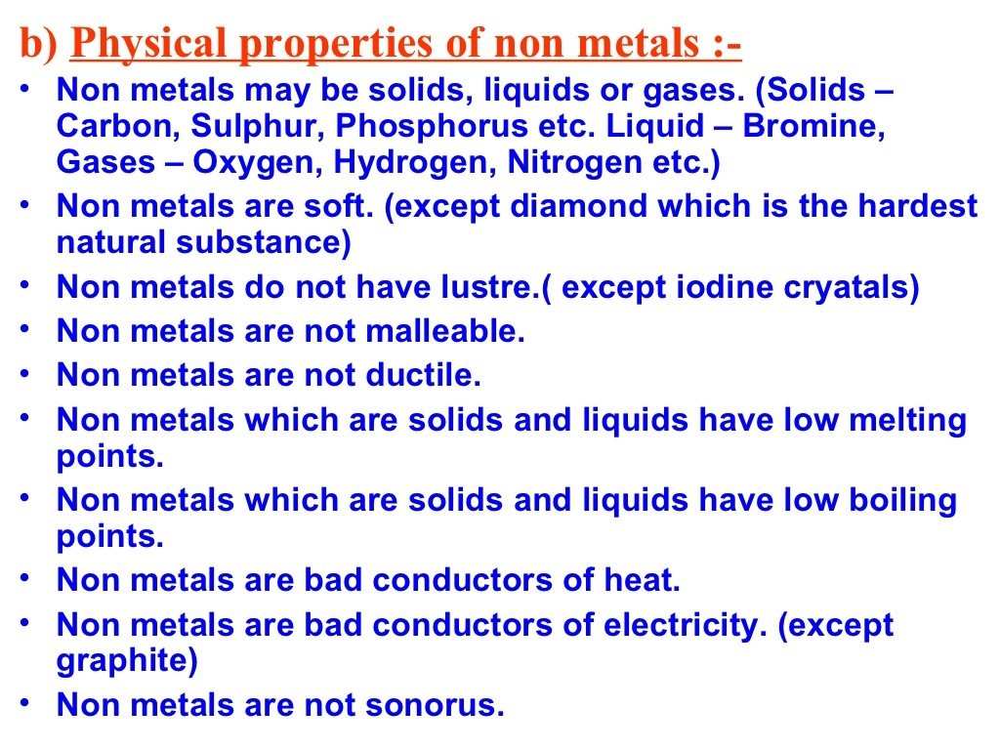 b) Physical properties of non metals :-
• Non metals may be solids, liquids or gases. (Solids –
Carbon, Sulphur, Phosphorus etc. Liquid – Bromine,
Gases – Oxygen, Hydrogen, Nitrogen etc.)
• Non metals are soft. (except diamond which is the hardest
natural substance)
• Non metals do not have lustre.( except iodine cryatals)
• Non metals are not malleable.
• Non metals are not ductile.
• Non metals which are solids and liquids have low melting
points.
• Non metals which are solids and liquids have low boiling
points.
• Non metals are bad conductors of heat.
• Non metals are bad conductors of electricity. (except
graphite)
• Non metals are not sonorus.